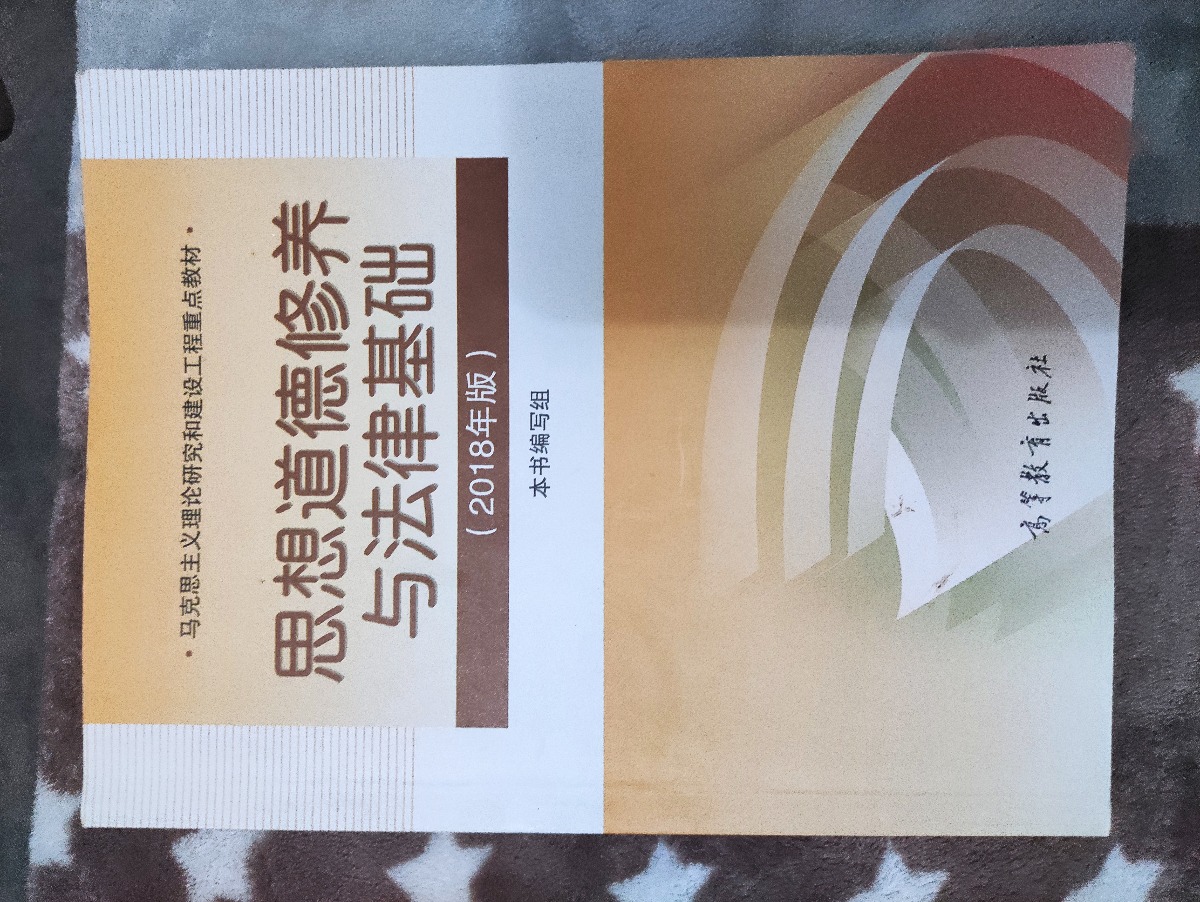 ·马克思主义理论研究和建设工程重点教材·
思想道德修养
与法律基础
(2018年版)
本书编写组
高等教育出版社